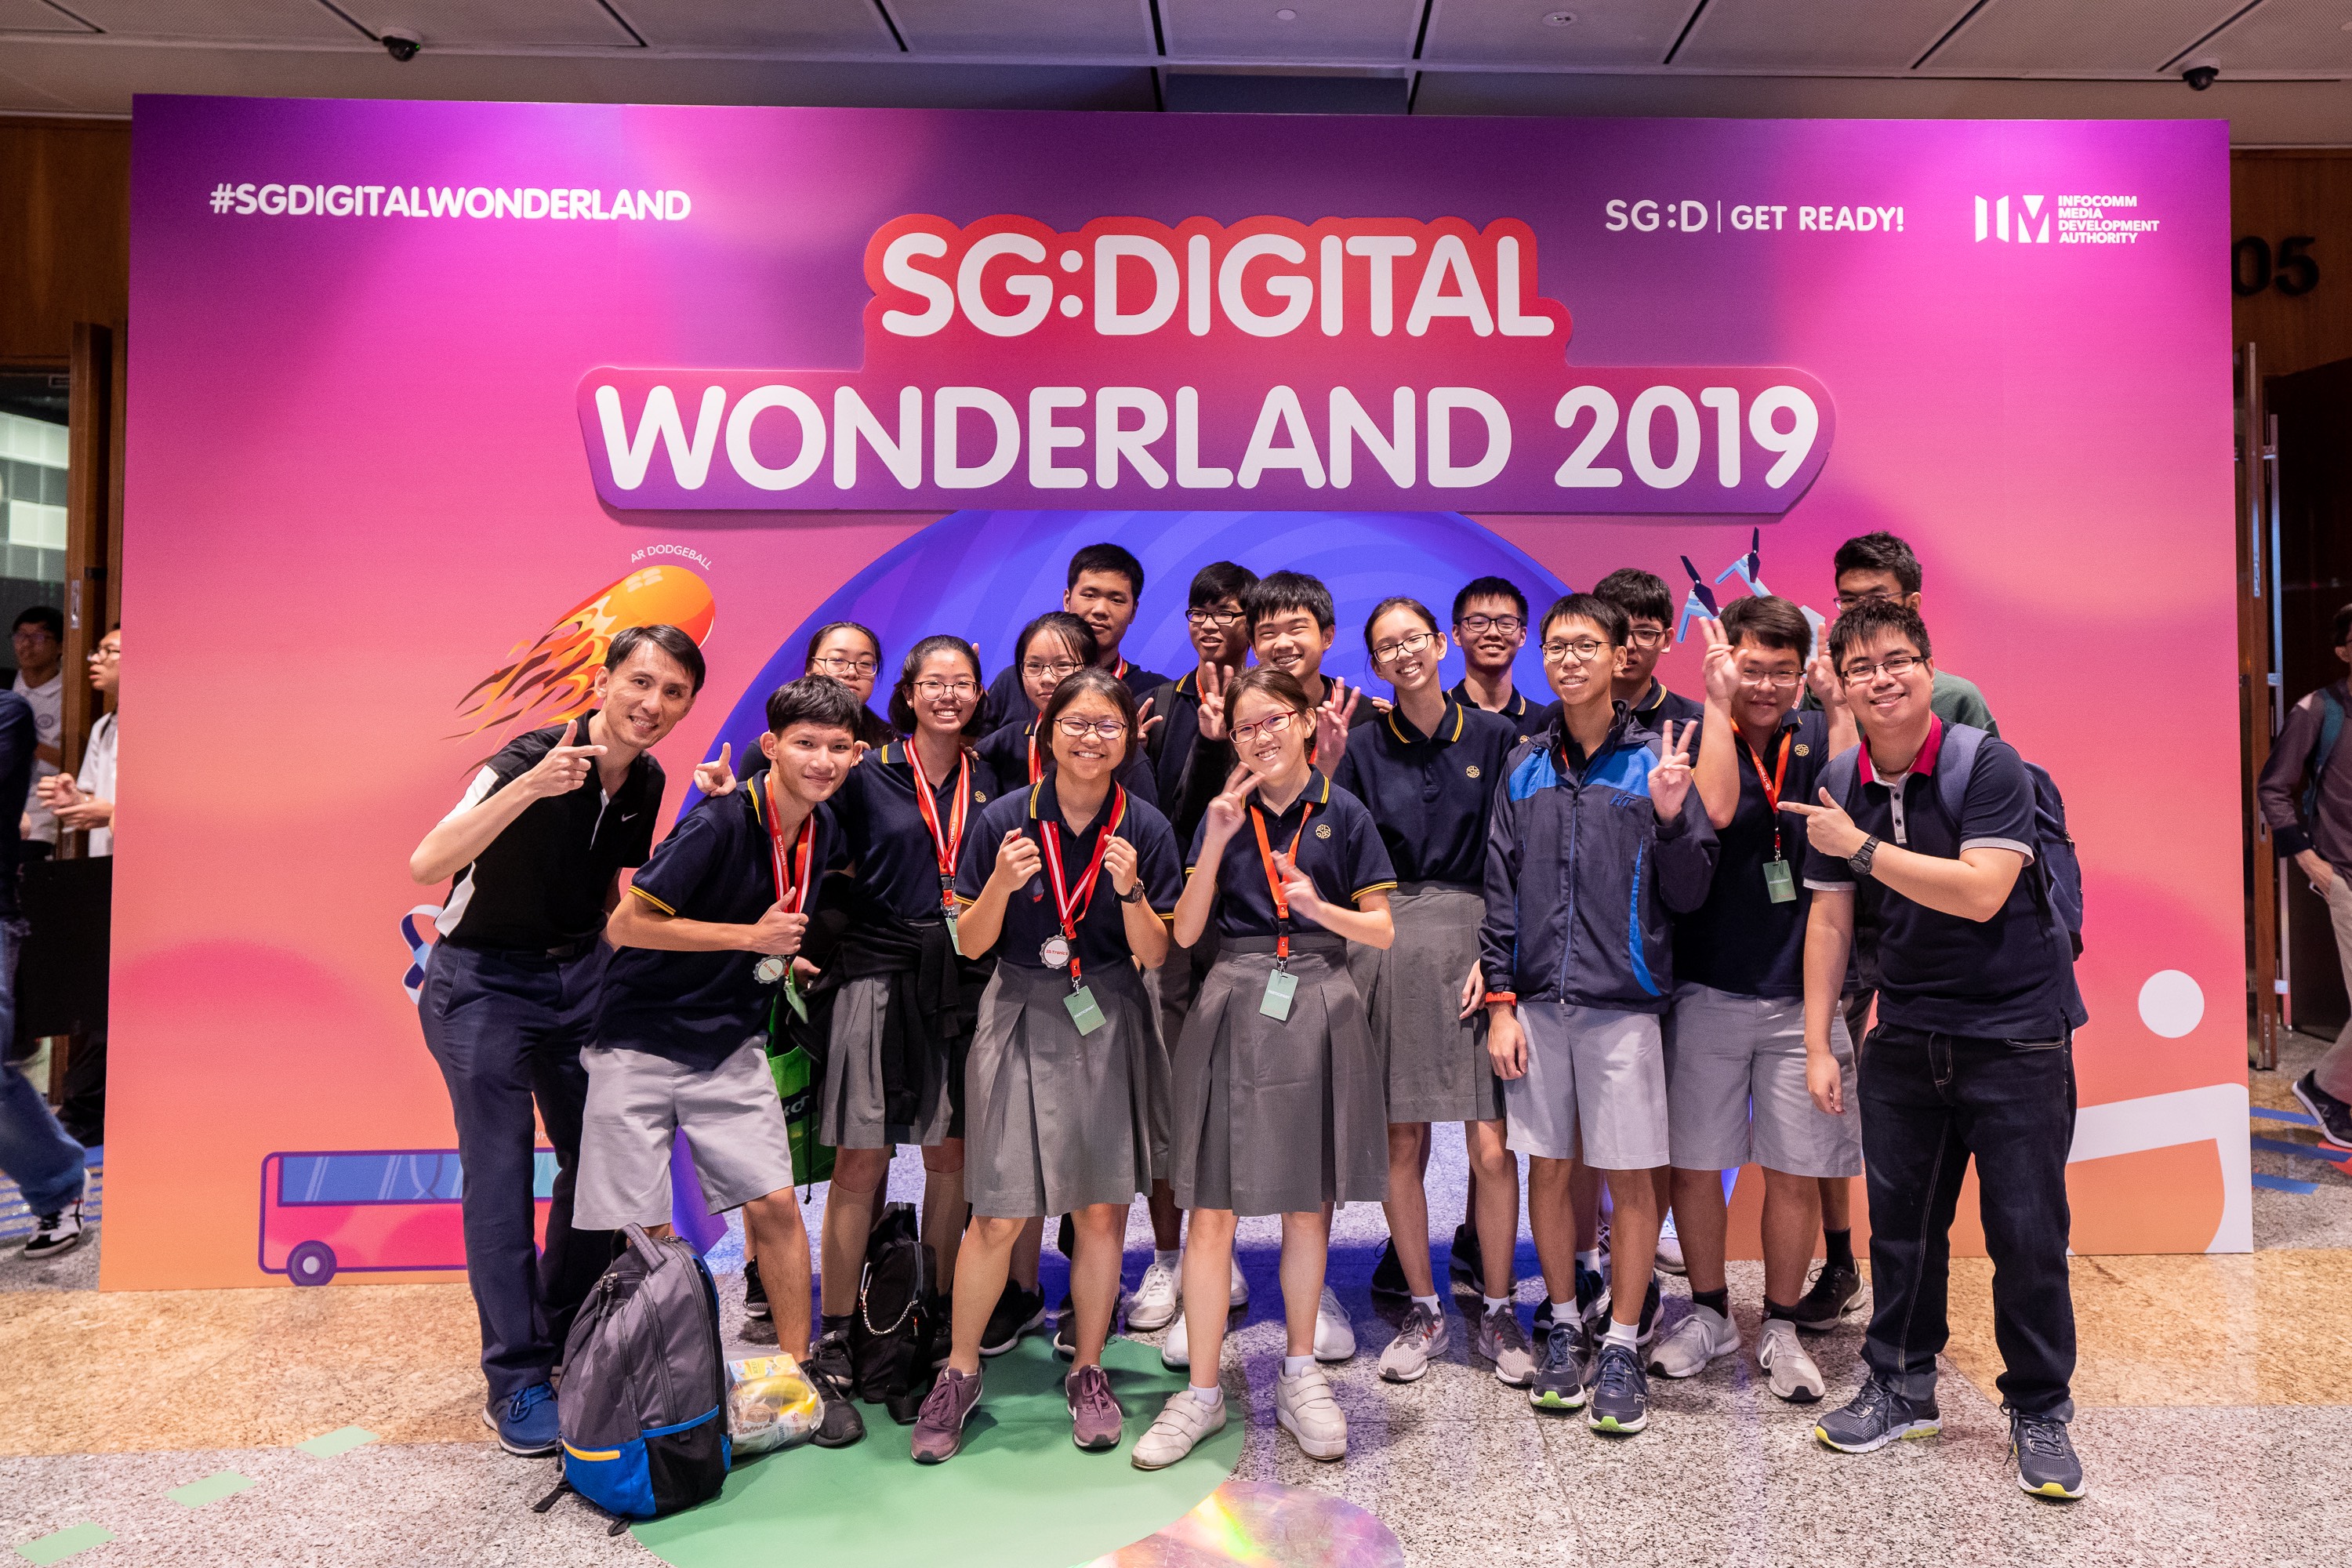 #SGDIGITALWONDERLAND
SG:D | GET READY!
INFOCOMM
MEDIA
DEVELOPMENT
AUTHORITY
SG:DIGITAL
WONDERLAND 2019
05
AR DODGEBALL